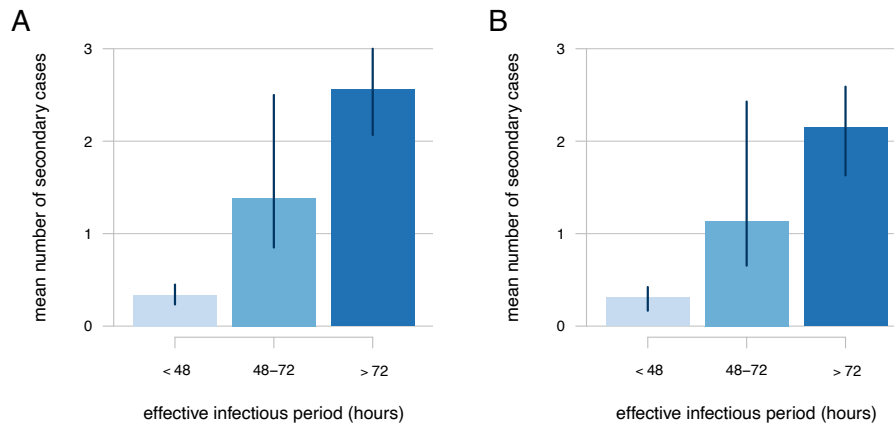 A
mean number of secondary cases
3
2
1
0
< 48
48–72
> 72
effective infectious period (hours)
B
mean number of secondary cases
3
2
1
0
< 48
48–72
> 72
effective infectious period (hours)